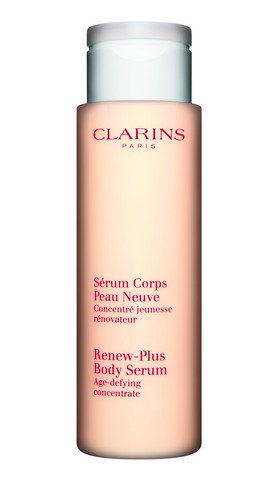 CLARINS
PARIS
Sérum Corps
Peau Neuve
Concentré jeunesse
rénovateur
Renew-Plus
Body Serum
Age-defying
concentrate